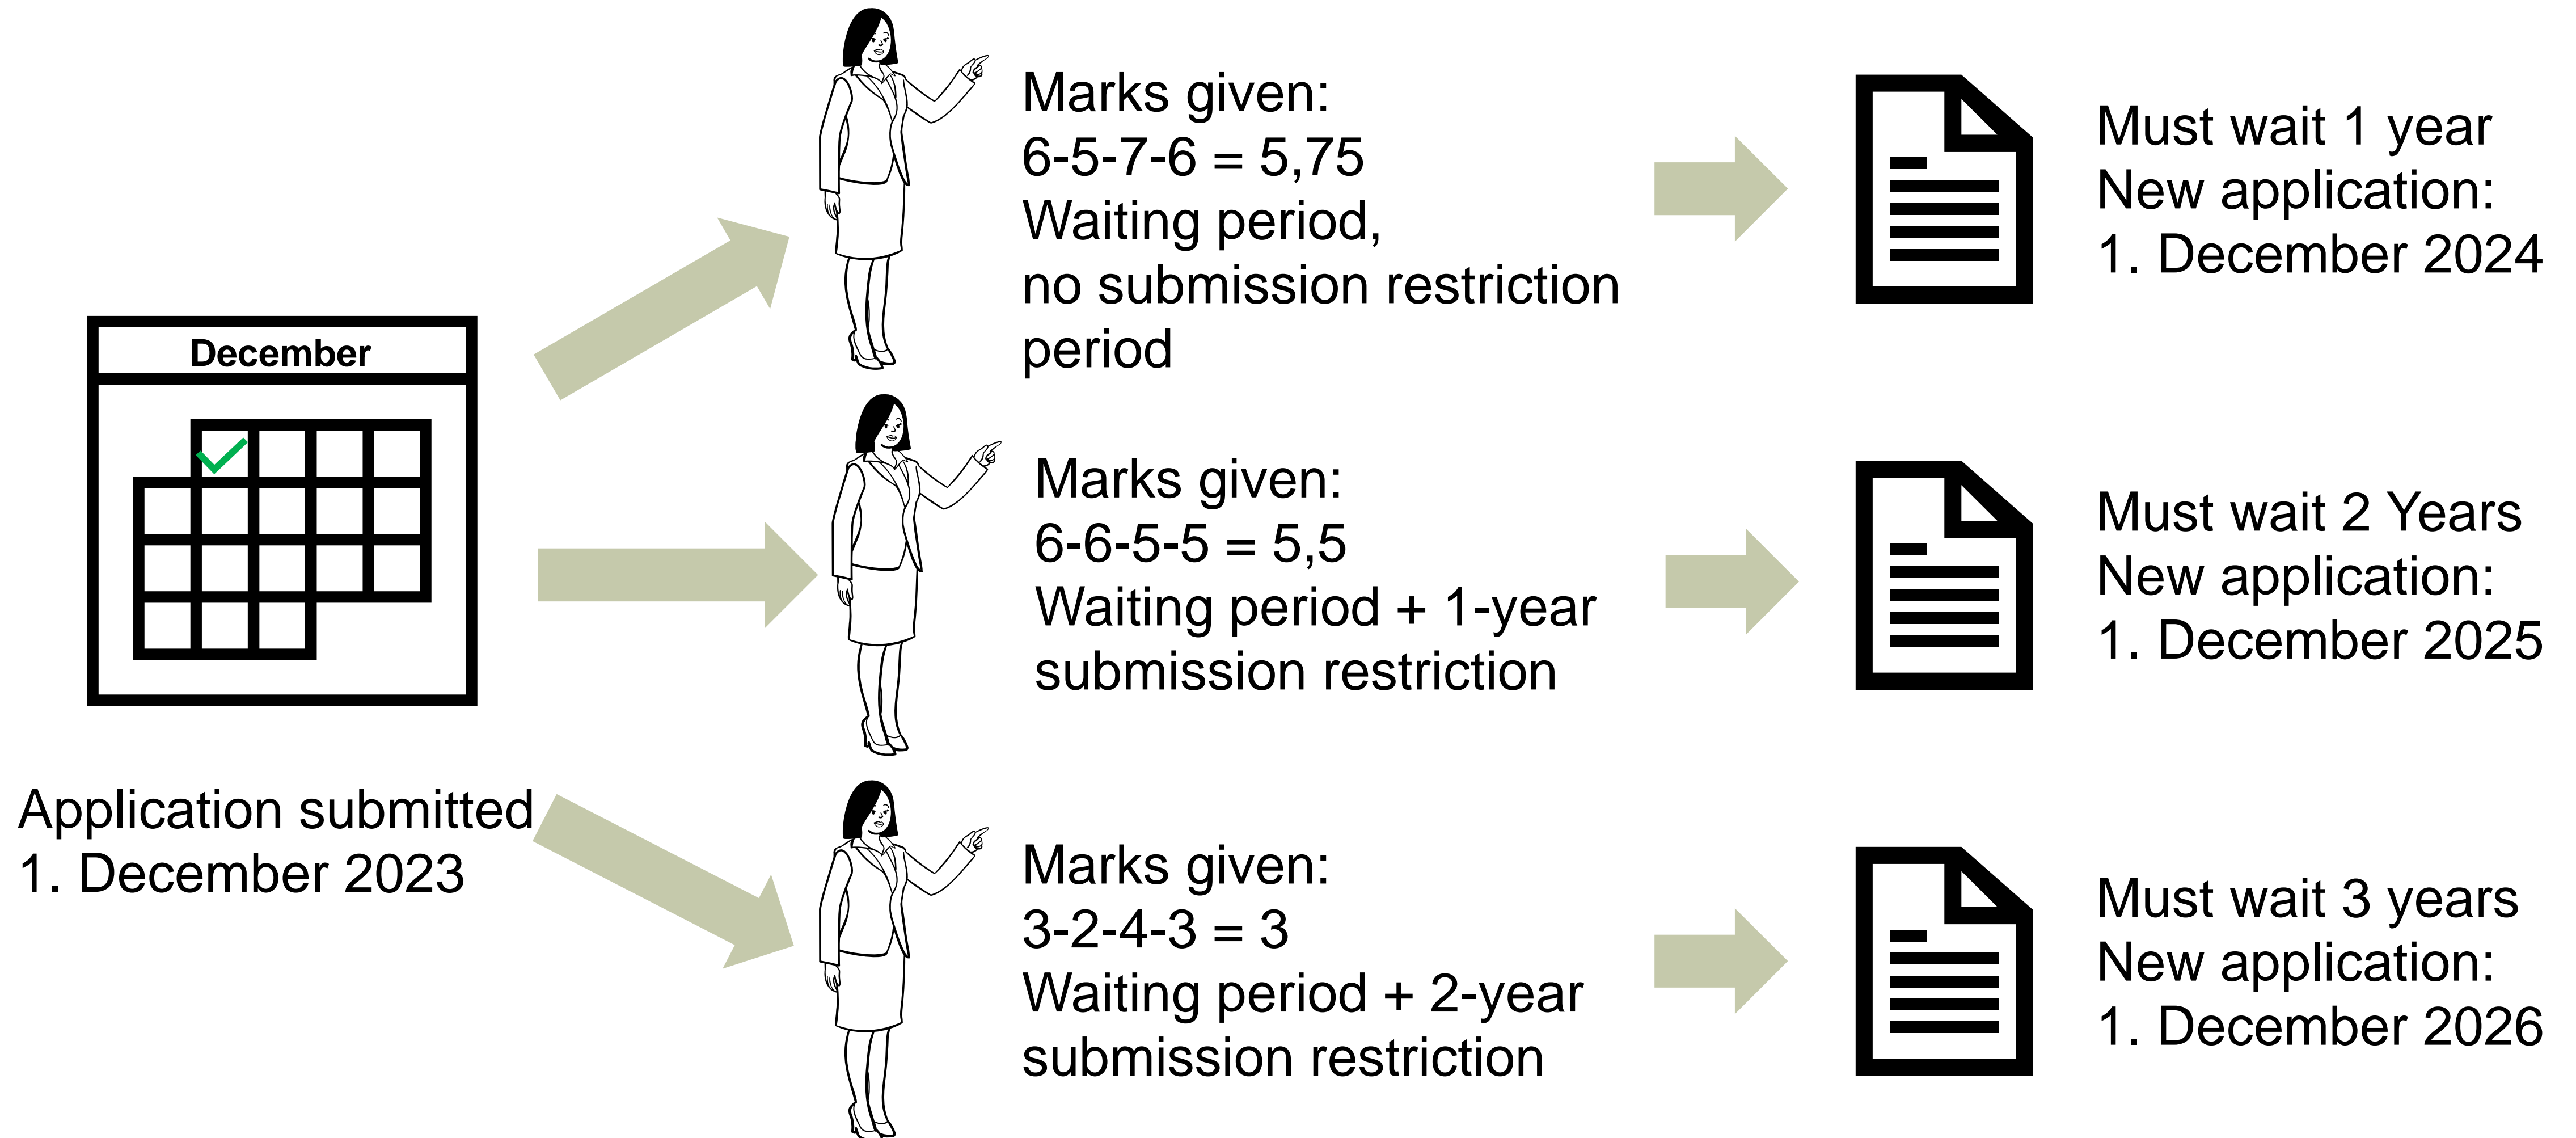 December
Application submitted
1. December 2023
Marks given:
6-5-7-6 = 5,75
Waiting period,
no submission restriction
period
Must wait 1 year
New application:
1. December 2024
Marks given:
6-6-5-5 = 5,5
Waiting period + 1-year
submission restriction
Must wait 2 Years
New application:
1. December 2025
Marks given:
3-2-4-3 = 3
Waiting period + 2-year
submission restriction
Must wait 3 years
New application:
1. December 2026